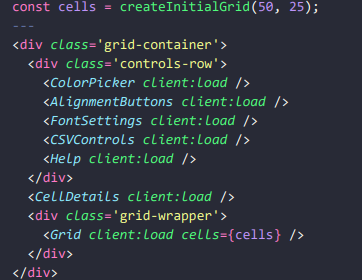 const cells = createInitialGrid(50, 25);
---
<div class='grid-container'>
<div class='controls-row'>
<ColorPicker client:load />
<AlignmentButtons client:load />
<FontSettings client:load />
<CSVControls client:load />
<Help client:load />
</div>
<CellDetails client:load />
<div class='grid-wrapper'>
<Grid client:load cells={cells} />
</div>
</div>